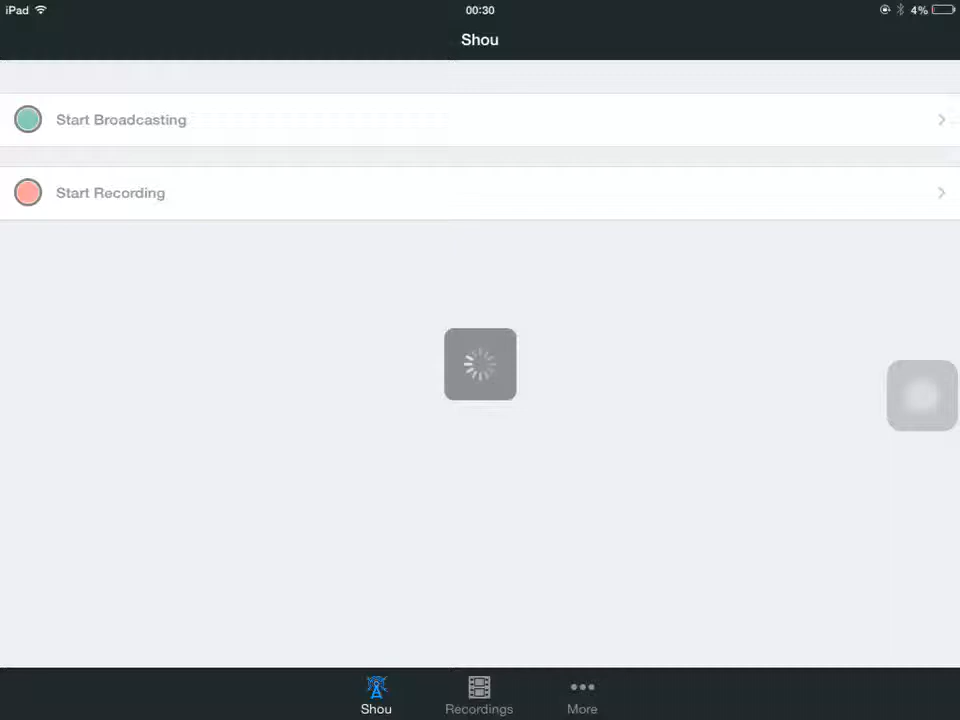 iPad 00:30 4%
Shou
Start Broadcasting
Start Recording
Shou Recordings More